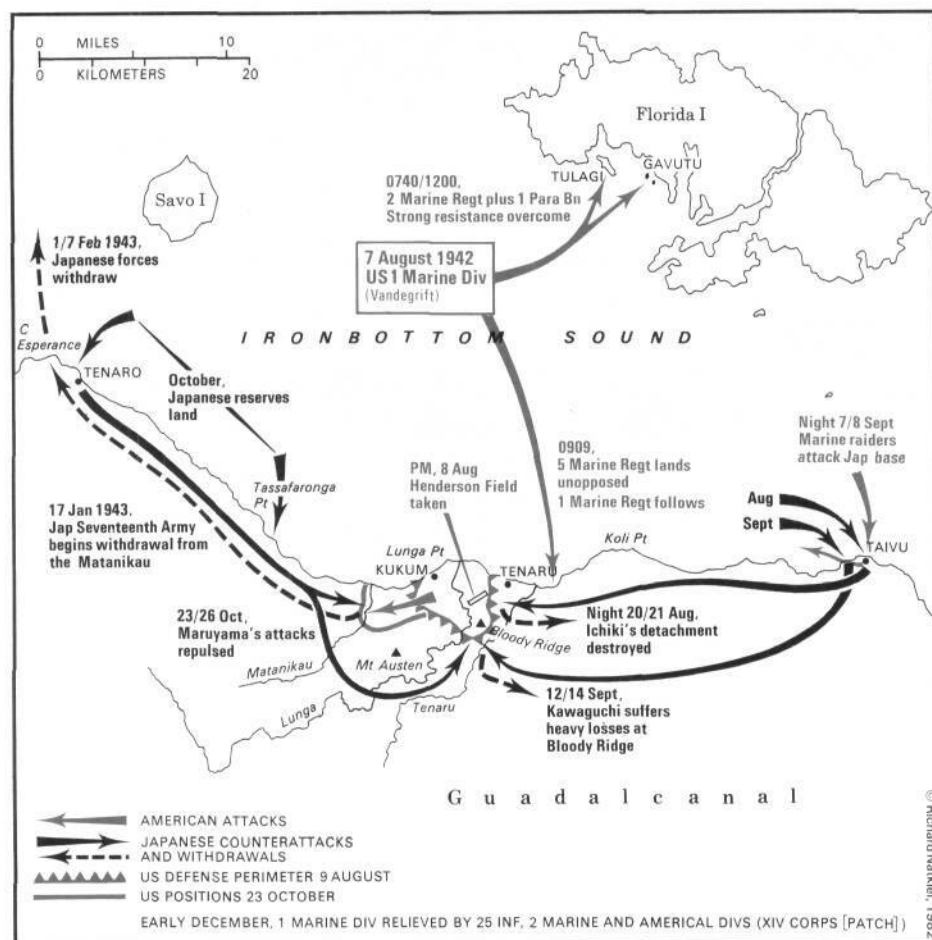 0 MILES 10
0 KILOMETERS 20
Florida I
GAVUTU
TULAGI
0740/1200,
2 Marine Regt plus 1 Para Bn
Strong resistance overcome
Savo I
1/7 Feb 1943,
Japanese forces
withdraw
7 August 1942
US 1 Marine Div
(Vandegrift)
IRONBOTTOM SOUND
C
Esperance
TENARO
October,
Japanese reserves
land
Tassafaronga
Pt
17 Jan 1943,
Jap Seventeenth Army
begins withdrawal from
the Matanikau
PM, 8 Aug
Henderson Field
taken
0909,
5 Marine Regt lands
unopposed
1 Marine Regt follows
Night 7/8 Sept
Marine raiders
attack Jap base
Aug
Sept
TAIVU
Koli Pt
Lunga Pt
KUKUM
TENARU
23/26 Oct,
Maruyama's attacks
repulsed
Bloody Ridge
Night 20/21 Aug,
Ichiki's detachment
destroyed
Matanikau
Mt Austen
Lunga
Tenaru
12/14 Sept,
Kawaguchi suffers
heavy losses at
Bloody Ridge
Guadalcanal
AMERICAN ATTACKS
JAPANESE COUNTERATTACKS
AND WITHDRAWALS
US DEFENSE PERIMETER 9 AUGUST
US POSITIONS 23 OCTOBER
EARLY DECEMBER, 1 MARINE DIV RELIEVED BY 25 INF, 2 MARINE AND AMERICAL DIVS (XIV CORPS [PATCH])
© Richard Natkiel, 1982